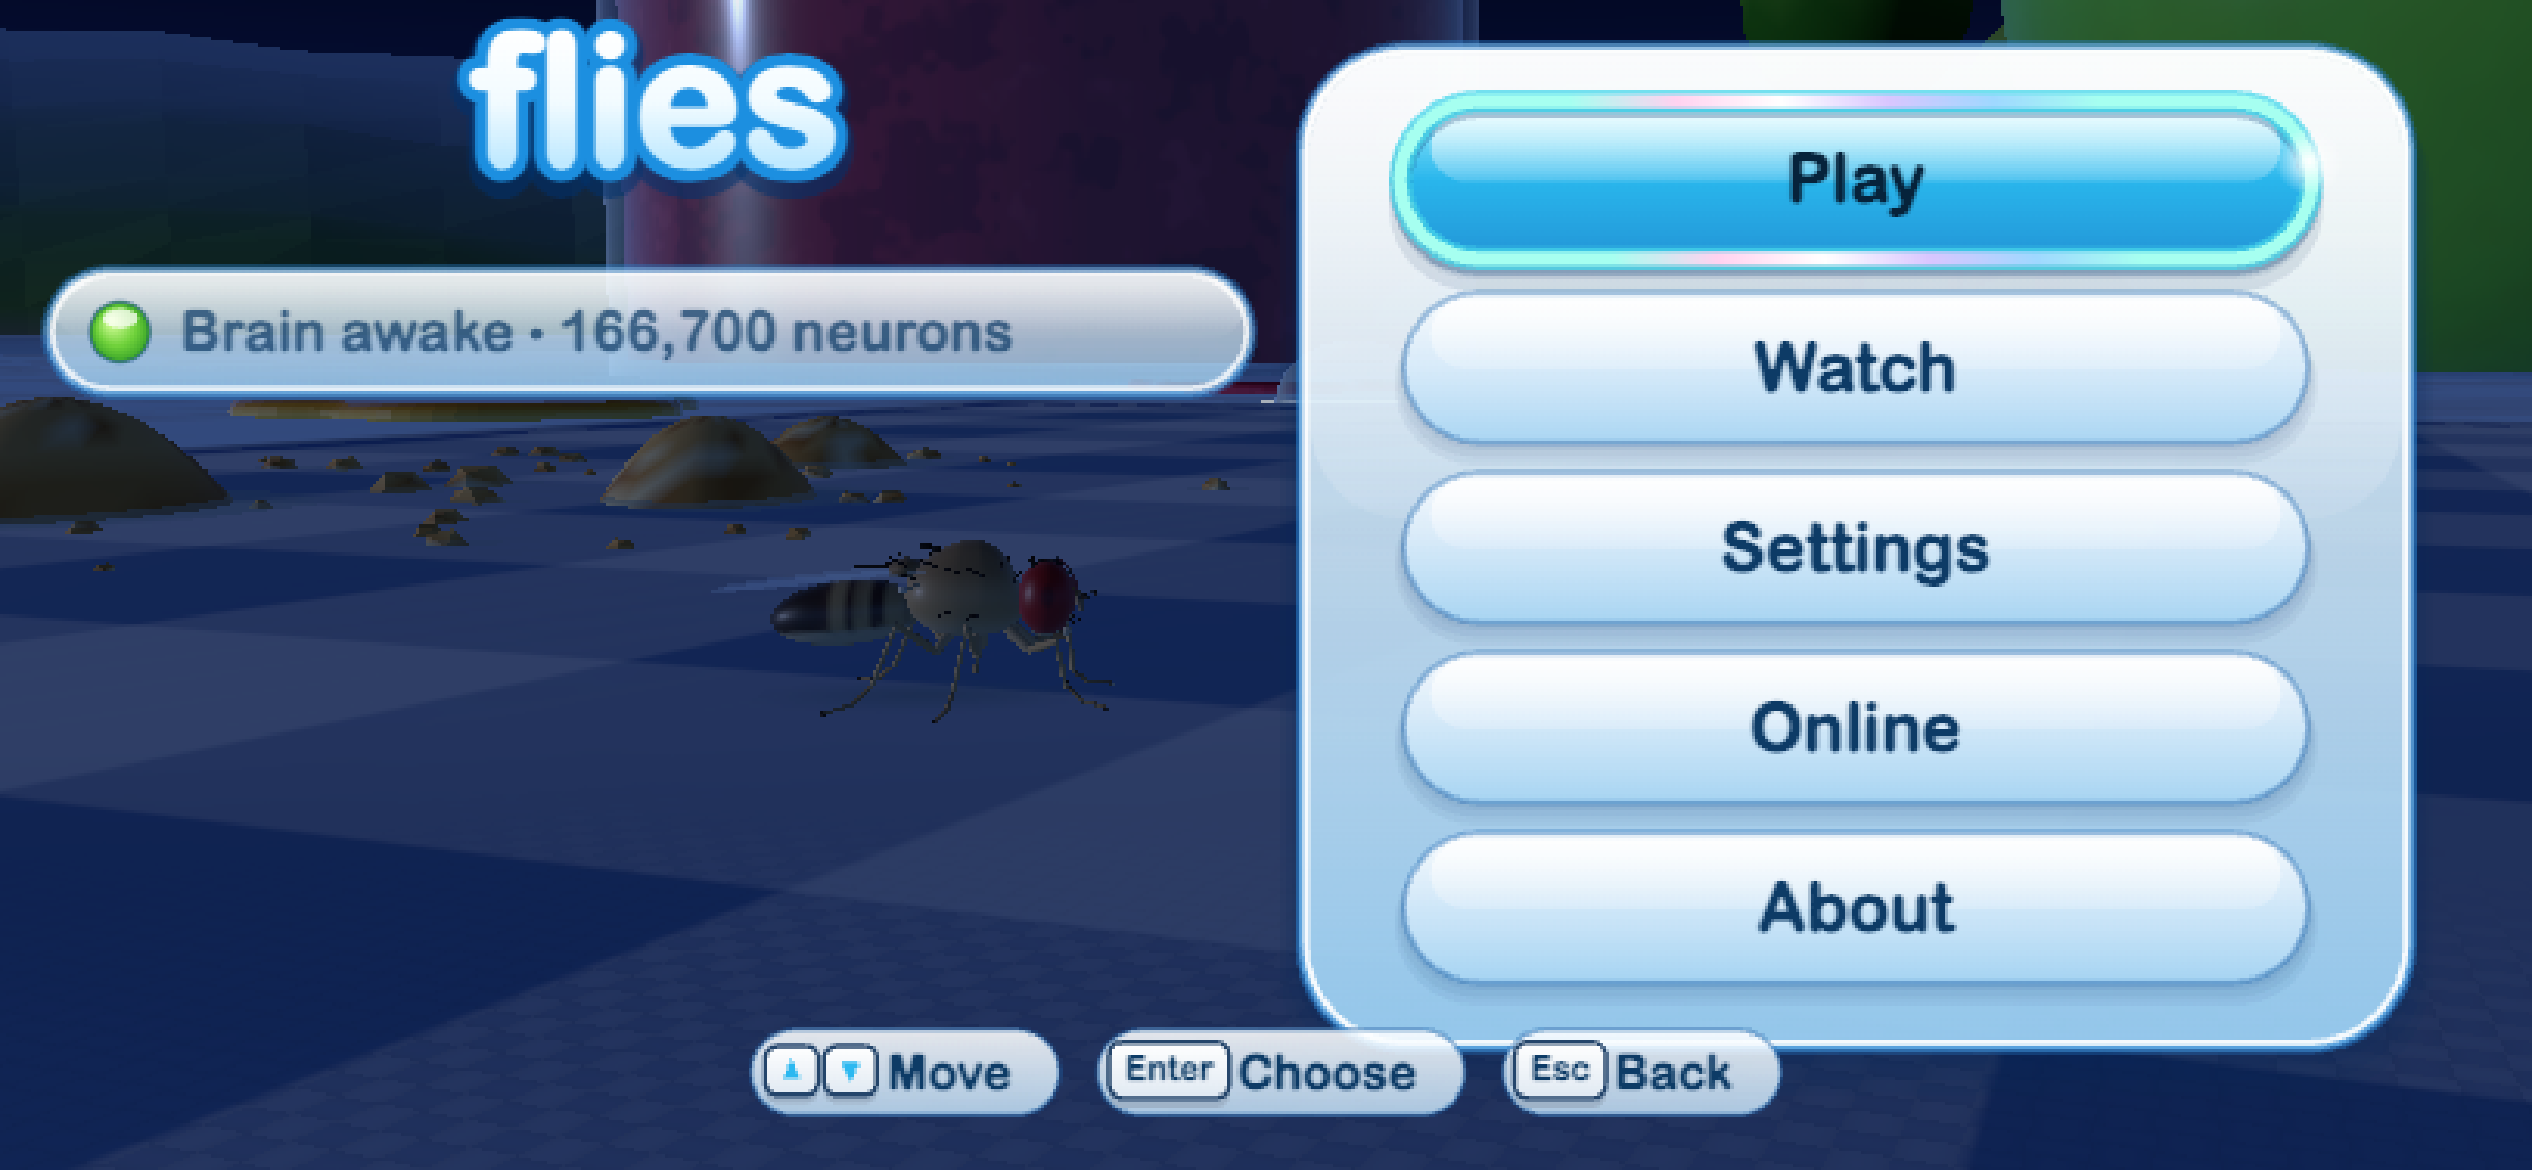 flies
Brain awake · 166,700 neurons
Play
Watch
Settings
Online
About
▲ ▼ Move
Enter Choose
Esc Back